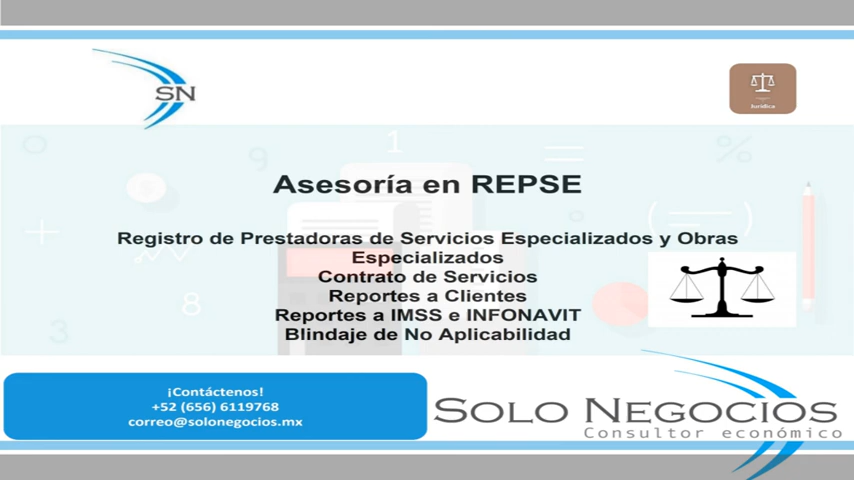 SN
Jurídica
Asesoría en REPSE
Registro de Prestadoras de Servicios Especializados y Obras
Especializados
Contrato de Servicios
Reportes a Clientes
Reportes a IMSS e INFONAVIT
Blindaje de No Aplicabilidad
¡Contáctenos!
+52 (656) 6119768
correo@solonegocios.mx
SOLO NEGOCIOS
Consultor económico